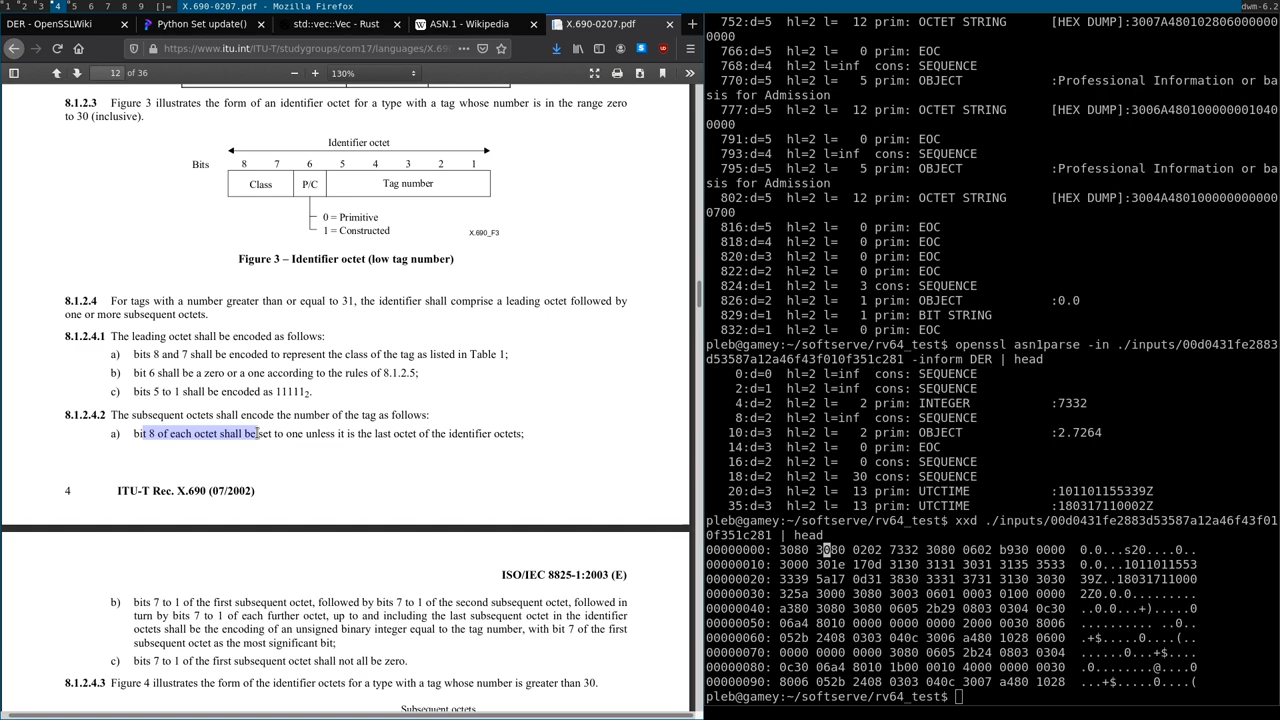 1 2 3 4 5 6 7 8 9 []= X.690-0207.pdf - Mozilla Firefox dwm-6.2
DER - OpenSSLWiki × Python Set update() × std::vec::Vec - Rust × ASN.1 - Wikipedia × X.690-0207.pdf ×
https://www.itu.int/ITU-T/studygroups/com17/languages/X.69
12 of 36 130%
8.1.2.3 Figure 3 illustrates the form of an identifier octet for a type with a tag whose number is in the range zero
to 30 (inclusive).
Identifier octet
Bits 8 7 6 5 4 3 2 1
Class P/C Tag number
0 = Primitive
1 = Constructed
X.690_F3
Figure 3 – Identifier octet (low tag number)
8.1.2.4 For tags with a number greater than or equal to 31, the identifier shall comprise a leading octet followed by
one or more subsequent octets.
8.1.2.4.1 The leading octet shall be encoded as follows:
a) bits 8 and 7 shall be encoded to represent the class of the tag as listed in Table 1;
b) bit 6 shall be a zero or a one according to the rules of 8.1.2.5;
c) bits 5 to 1 shall be encoded as 11111₂.
8.1.2.4.2 The subsequent octets shall encode the number of the tag as follows:
a) bit 8 of each octet shall be set to one unless it is the last octet of the identifier octets;
4 ITU-T Rec. X.690 (07/2002)
ISO/IEC 8825-1:2003 (E)
b) bits 7 to 1 of the first subsequent octet, followed by bits 7 to 1 of the second subsequent octet, followed in
turn by bits 7 to 1 of each further octet, up to and including the last subsequent octet in the identifier
octets shall be the encoding of an unsigned binary integer equal to the tag number, with bit 7 of the first
subsequent octet as the most significant bit;
c) bits 7 to 1 of the first subsequent octet shall not all be zero.
8.1.2.4.3 Figure 4 illustrates the form of the identifier octets for a type with a tag whose number is greater than 30.
Subsequent octets
752:d=5 hl=2 l= 12 prim: OCTET STRING [HEX DUMP]:3007A480102806000000
0000
766:d=5 hl=2 l= 0 prim: EOC
768:d=4 hl=2 l=inf cons: SEQUENCE
770:d=5 hl=2 l= 5 prim: OBJECT :Professional Information or ba
sis for Admission
777:d=5 hl=2 l= 12 prim: OCTET STRING [HEX DUMP]:3006A480100000001040
0000
791:d=5 hl=2 l= 0 prim: EOC
793:d=4 hl=2 l=inf cons: SEQUENCE
795:d=5 hl=2 l= 5 prim: OBJECT :Professional Information or ba
sis for Admission
802:d=5 hl=2 l= 12 prim: OCTET STRING [HEX DUMP]:3004A480100000000000
0700
816:d=5 hl=2 l= 0 prim: EOC
818:d=4 hl=2 l= 0 prim: EOC
820:d=3 hl=2 l= 0 prim: EOC
822:d=2 hl=2 l= 0 prim: EOC
824:d=1 hl=2 l= 3 cons: SEQUENCE
826:d=2 hl=2 l= 1 prim: OBJECT :0.0
829:d=1 hl=2 l= 1 prim: BIT STRING
832:d=1 hl=2 l= 0 prim: EOC
pleb@gamey:~/softserve/rv64_test$ openssl asn1parse -in ./inputs/00d0431fe2883
d53587a12a46f43f010f351c281 -inform DER | head
0:d=0 hl=2 l=inf cons: SEQUENCE
2:d=1 hl=2 l=inf cons: SEQUENCE
4:d=2 hl=2 l= 2 prim: INTEGER :7332
8:d=2 hl=2 l=inf cons: SEQUENCE
10:d=3 hl=2 l= 2 prim: OBJECT :2.7264
14:d=3 hl=2 l= 0 prim: EOC
16:d=2 hl=2 l= 0 cons: SEQUENCE
18:d=2 hl=2 l= 30 cons: SEQUENCE
20:d=3 hl=2 l= 13 prim: UTCTIME :101101155339Z
35:d=3 hl=2 l= 13 prim: UTCTIME :180317110002Z
pleb@gamey:~/softserve/rv64_test$ xxd ./inputs/00d0431fe2883d53587a12a46f43f01
0f351c281 | head
00000000: 3080 3080 0202 7332 3080 0602 b930 0000 0.0...s20....0..
00000010: 3000 301e 170d 3130 3131 3031 3135 3533 0.0...1011011553
00000020: 3339 5a17 0d31 3830 3331 3731 3130 3030 39Z..18031711000
00000030: 325a 3000 3080 3003 0601 0003 0100 0000 2Z0.0.0.........
00000040: a380 3080 3080 0605 2b29 0803 0304 0c30 ..0.0...+).....0
00000050: 06a4 8010 0000 0000 0000 2000 0030 8006 .......... ..0..
00000060: 052b 2408 0303 040c 3006 a480 1028 0600 .+$.....0....(..
00000070: 0000 0000 0000 3080 0605 2b24 0803 0304 ......0...+$....
00000080: 0c30 06a4 8010 1b00 0010 4000 0000 0030 .0........@....0
00000090: 8006 052b 2408 0303 040c 3007 a480 1028 ...+$.....0....(
pleb@gamey:~/softserve/rv64_test$